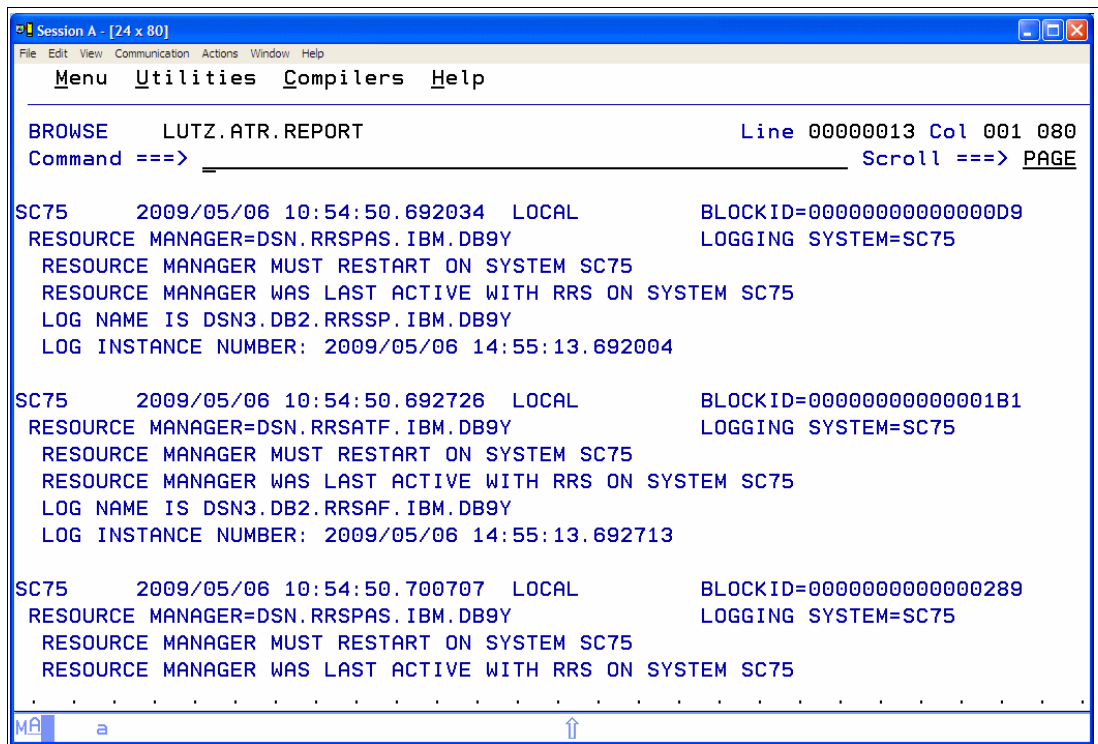 Session A - [24 x 80]
File Edit View Communication Actions Window Help
Menu Utilities Compilers Help
BROWSE LUTZ.ATR.REPORT Line 00000013 Col 001 080
Command ===> Scroll ===> PAGE
SC75 2009/05/06 10:54:50.692034 LOCAL BLOCKID=00000000000000D9
RESOURCE MANAGER=DSN.RRSPAS.IBM.DB9Y LOGGING SYSTEM=SC75
RESOURCE MANAGER MUST RESTART ON SYSTEM SC75
RESOURCE MANAGER WAS LAST ACTIVE WITH RRS ON SYSTEM SC75
LOG NAME IS DSN3.DB2.RRSSP.IBM.DB9Y
LOG INSTANCE NUMBER: 2009/05/06 14:55:13.692004
SC75 2009/05/06 10:54:50.692726 LOCAL BLOCKID=00000000000001B1
RESOURCE MANAGER=DSN.RRSATF.IBM.DB9Y LOGGING SYSTEM=SC75
RESOURCE MANAGER MUST RESTART ON SYSTEM SC75
RESOURCE MANAGER WAS LAST ACTIVE WITH RRS ON SYSTEM SC75
LOG NAME IS DSN3.DB2.RRSAF.IBM.DB9Y
LOG INSTANCE NUMBER: 2009/05/06 14:55:13.692713
SC75 2009/05/06 10:54:50.700707 LOCAL BLOCKID=0000000000000289
RESOURCE MANAGER=DSN.RRSPAS.IBM.DB9Y LOGGING SYSTEM=SC75
RESOURCE MANAGER MUST RESTART ON SYSTEM SC75
RESOURCE MANAGER WAS LAST ACTIVE WITH RRS ON SYSTEM SC75
. . . . . . . . . . . . . . . . . . . . . . . . . . .
MA a ⇧